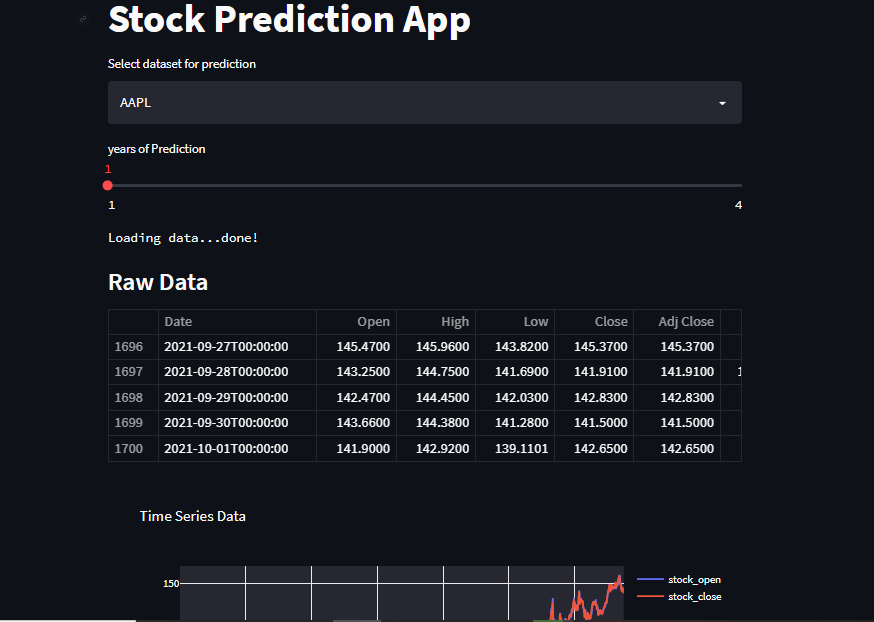 Stock Prediction App
Select dataset for prediction
AAPL
years of Prediction
1
1 4
Loading data...done!
Raw Data
Date Open High Low Close Adj Close
1696 2021-09-27T00:00:00 145.4700 145.9600 143.8200 145.3700 145.3700
1697 2021-09-28T00:00:00 143.2500 144.7500 141.6900 141.9100 141.9100 1
1698 2021-09-29T00:00:00 142.4700 144.4500 142.0300 142.8300 142.8300
1699 2021-09-30T00:00:00 143.6600 144.3800 141.2800 141.5000 141.5000
1700 2021-10-01T00:00:00 141.9000 142.9200 139.1101 142.6500 142.6500
Time Series Data
150
stock_open
stock_close